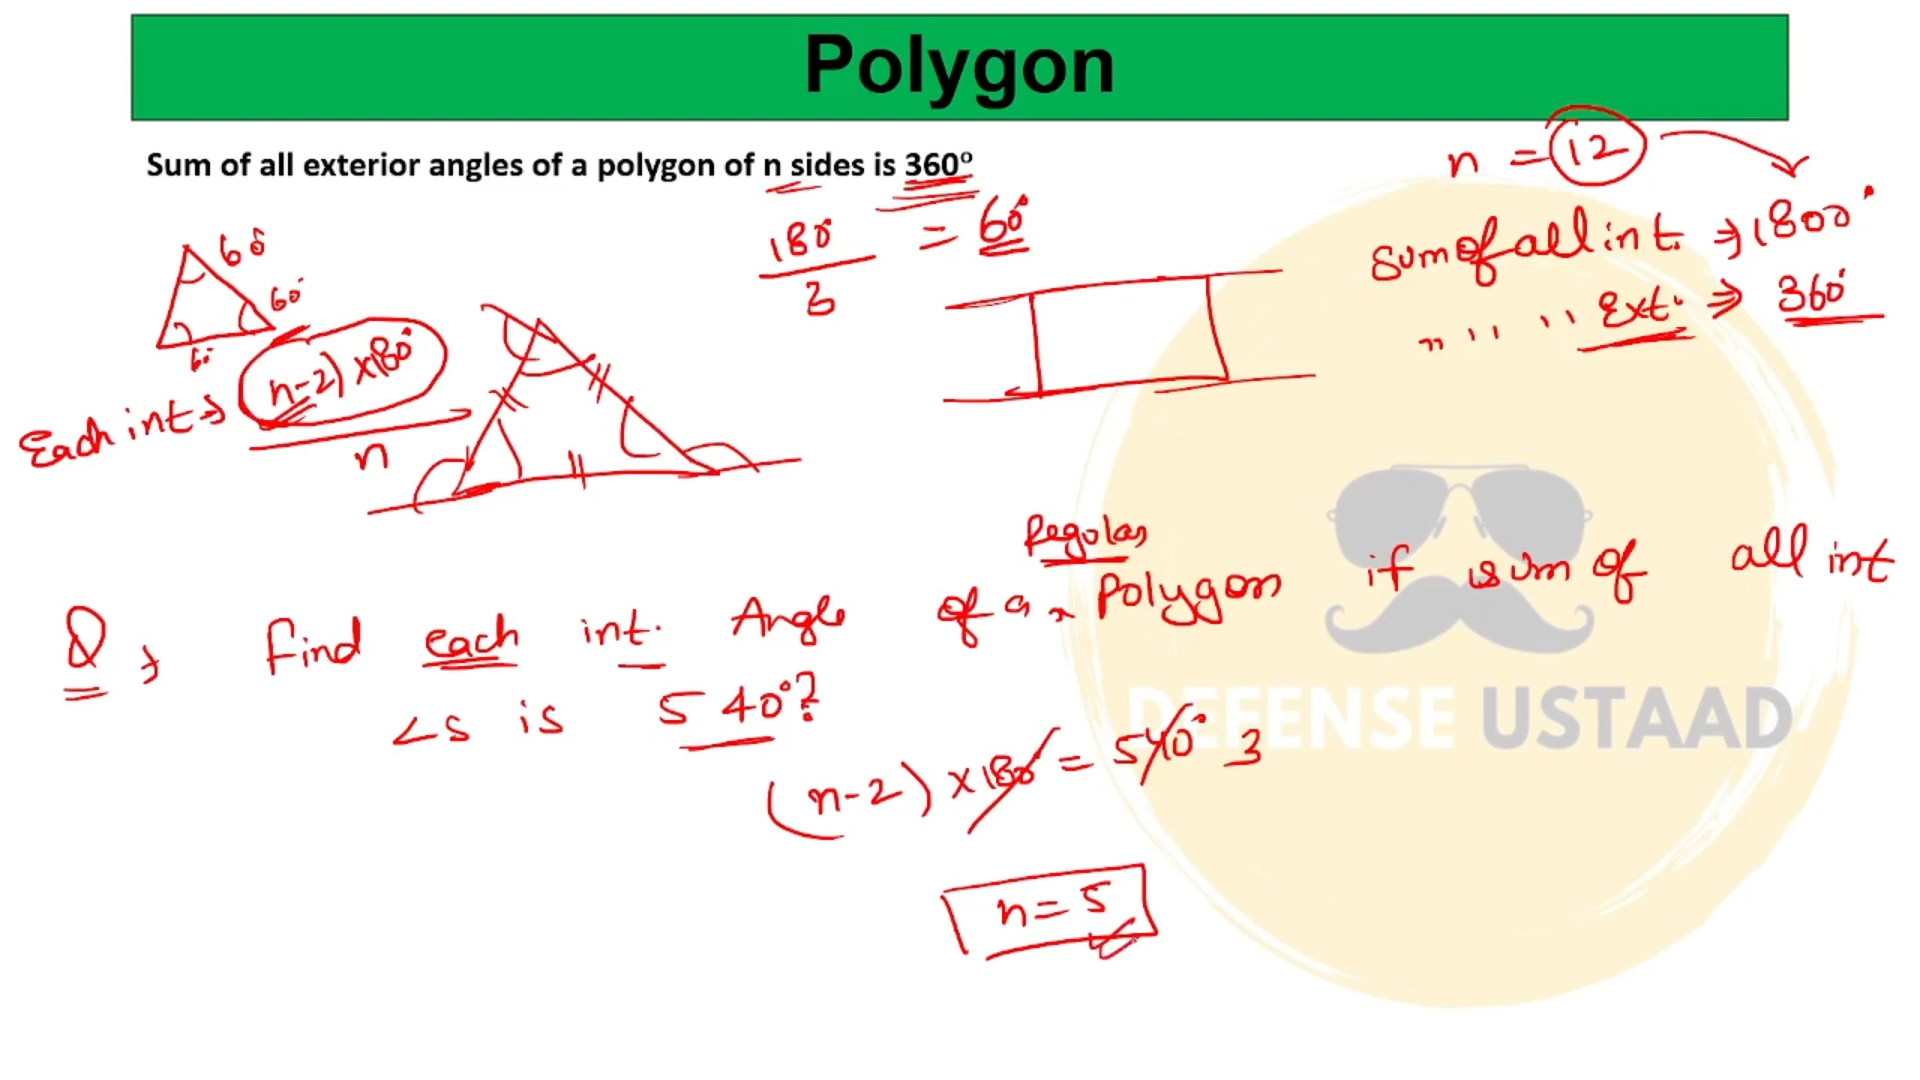 Polygon
Sum of all exterior angles of a polygon of n sides is 360°
n = 12
180° / 3 = 60°
Sum of all int. ⇒ 1800°
" " " Ext. ⇒ 360°
60°
60°
60°
Each int → (n-2) × 180° / n
Regular
Q → Find each int. Angle of a Polygon if sum of all int
∠s is 540°?
DEFENSE USTAAD
(n-2) × 180° = 540° 3
n = 5